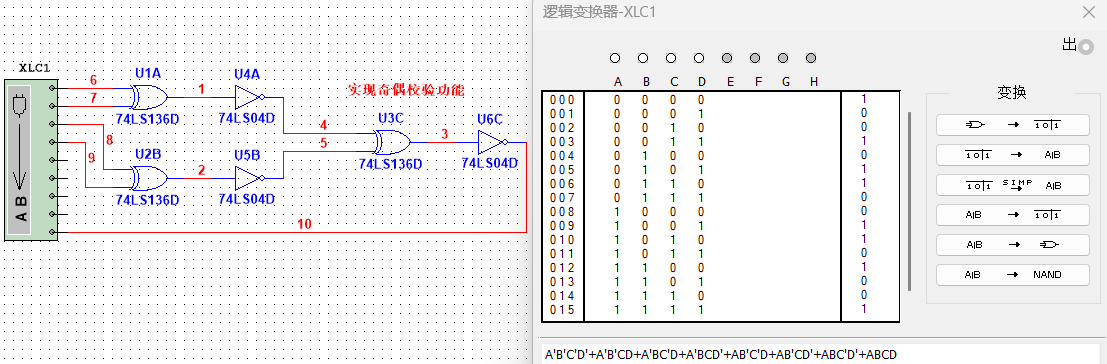 XLC1
A B
6
7
8
9
U1A
74LS136D
1
U4A
74LS04D
U2B
74LS136D
2
U5B
74LS04D
实现奇偶校验功能
4
5
U3C
74LS136D
3
U6C
74LS04D
10
逻辑变换器-XLC1
出
A B C D E F G H
000 0 0 0 0 1
001 0 0 0 1 0
002 0 0 1 0 0
003 0 0 1 1 1
004 0 1 0 0 0
005 0 1 0 1 1
006 0 1 1 0 1
007 0 1 1 1 0
008 1 0 0 0 0
009 1 0 0 1 1
010 1 0 1 0 1
011 1 0 1 1 0
012 1 1 0 0 1
013 1 1 0 1 0
014 1 1 1 0 0
015 1 1 1 1 1
变换
→ 1 0 1
1 0 1 → A|B
1 0 1 SIMP → A|B
A|B → 1 0 1
A|B →
A|B → NAND
A'B'C'D'+A'B'CD+A'BC'D+A'BCD'+AB'C'D+AB'CD'+ABC'D'+ABCD